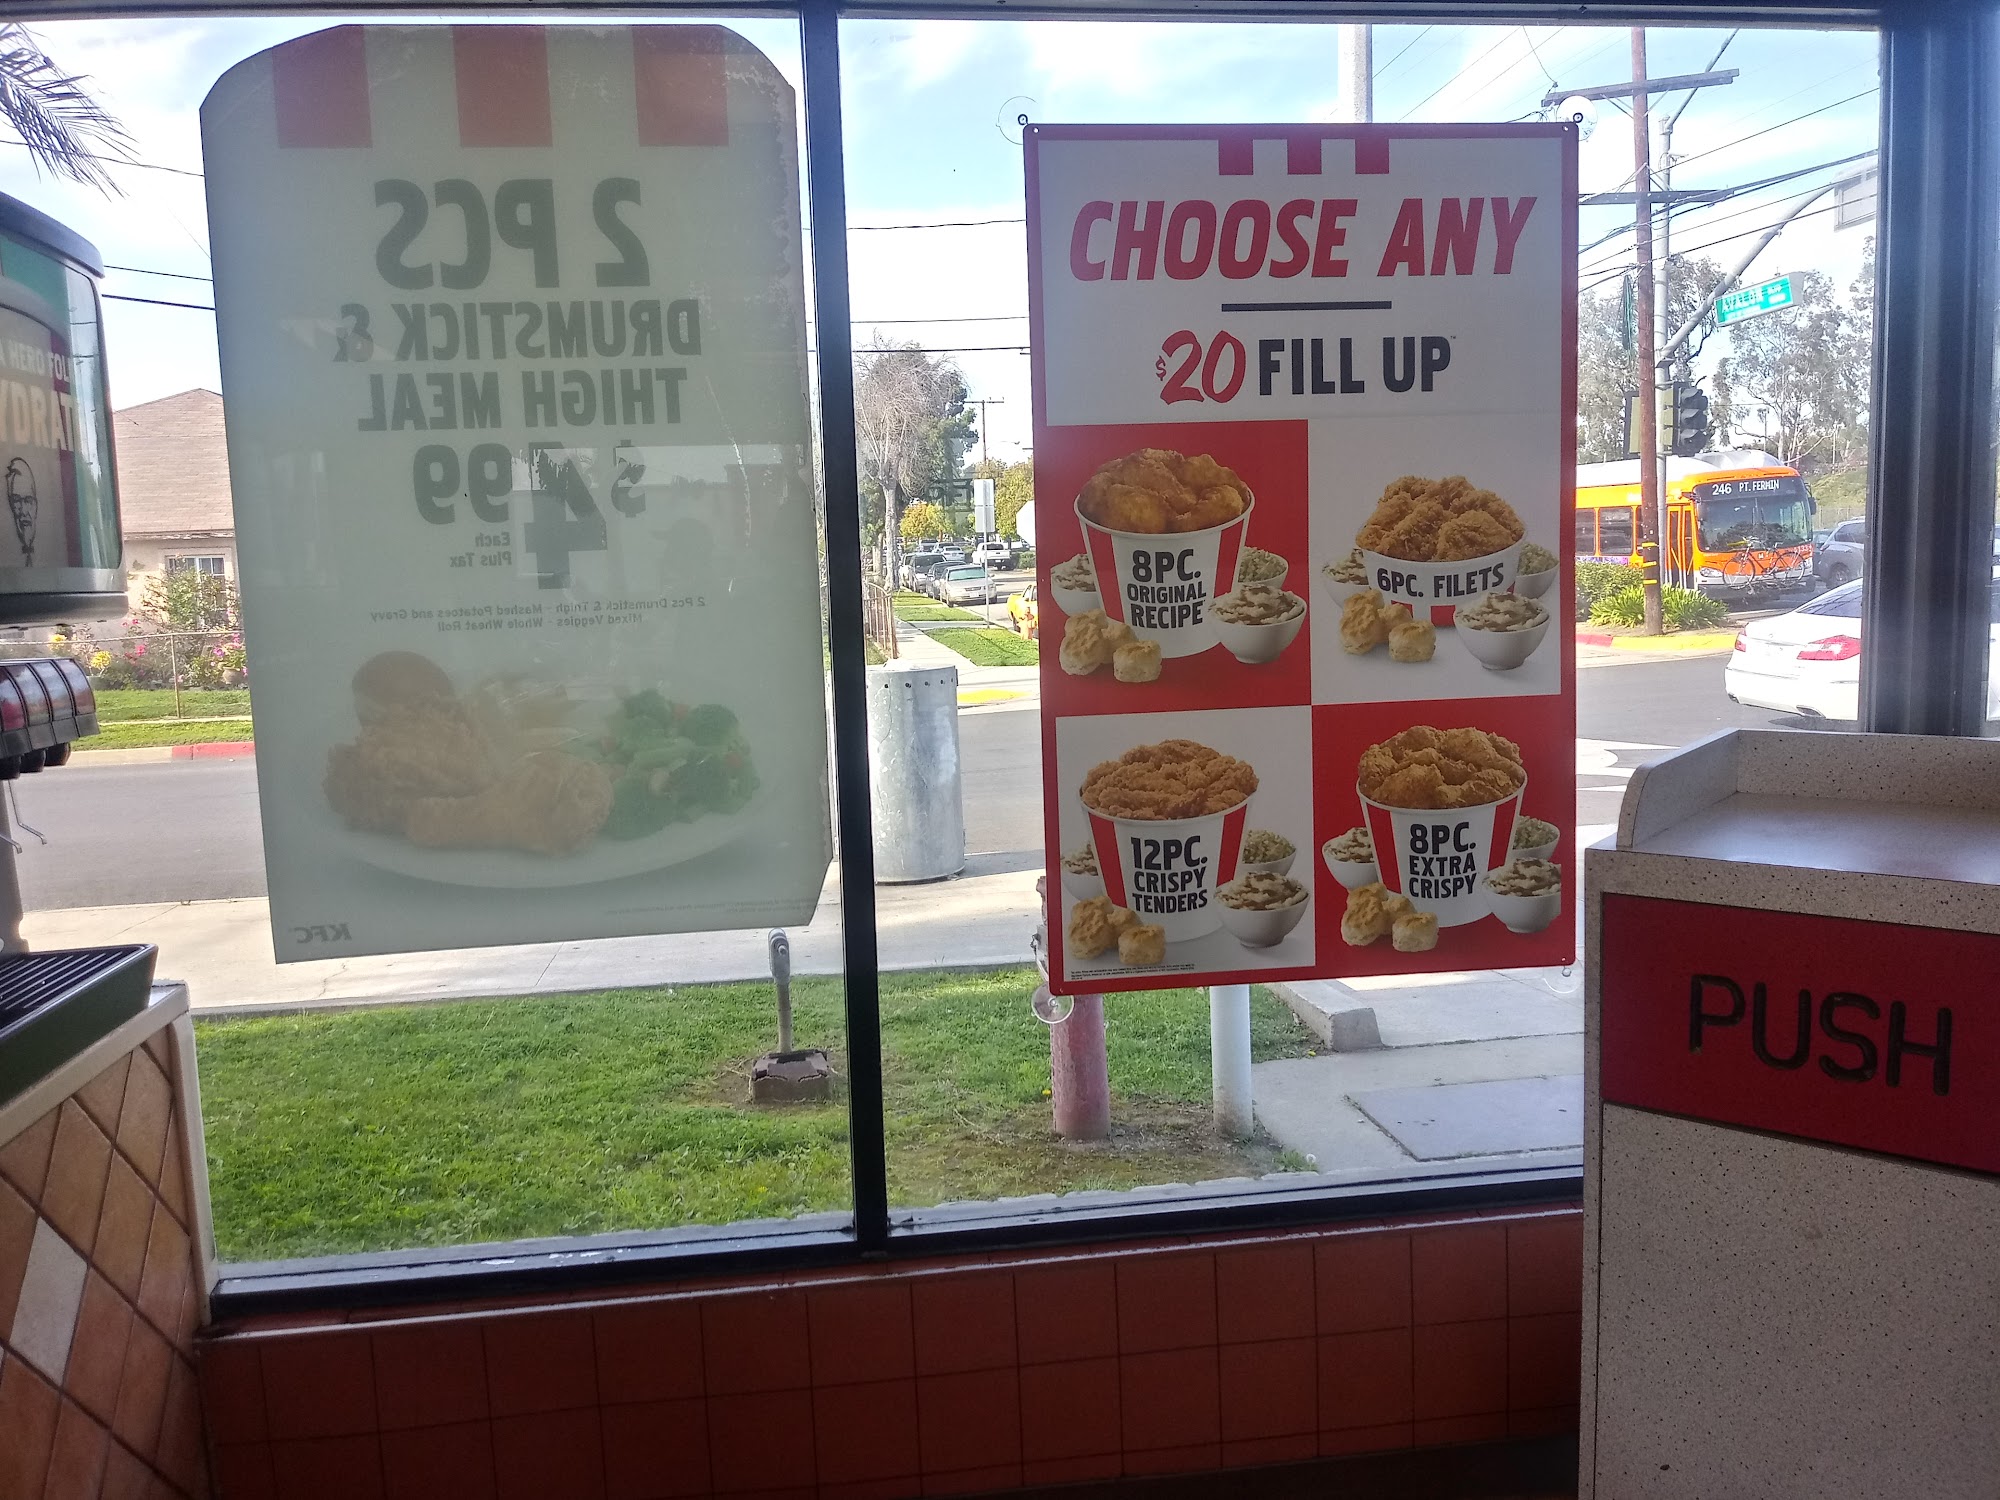 2 PCS
DRUMSTICK &
THIGH MEAL
$4.99
Each
Plus Tax
2 Pcs Drumstick & Thigh - Mashed Potatoes and Gravy
Mixed Veggies - Whole Wheat Roll
KFC
CHOOSE ANY
$20 FILL UP™
8PC.
ORIGINAL
RECIPE
6PC. FILETS
12PC.
CRISPY
TENDERS
8PC.
EXTRA
CRISPY
246 PT. FERMIN
HERO
PUSH